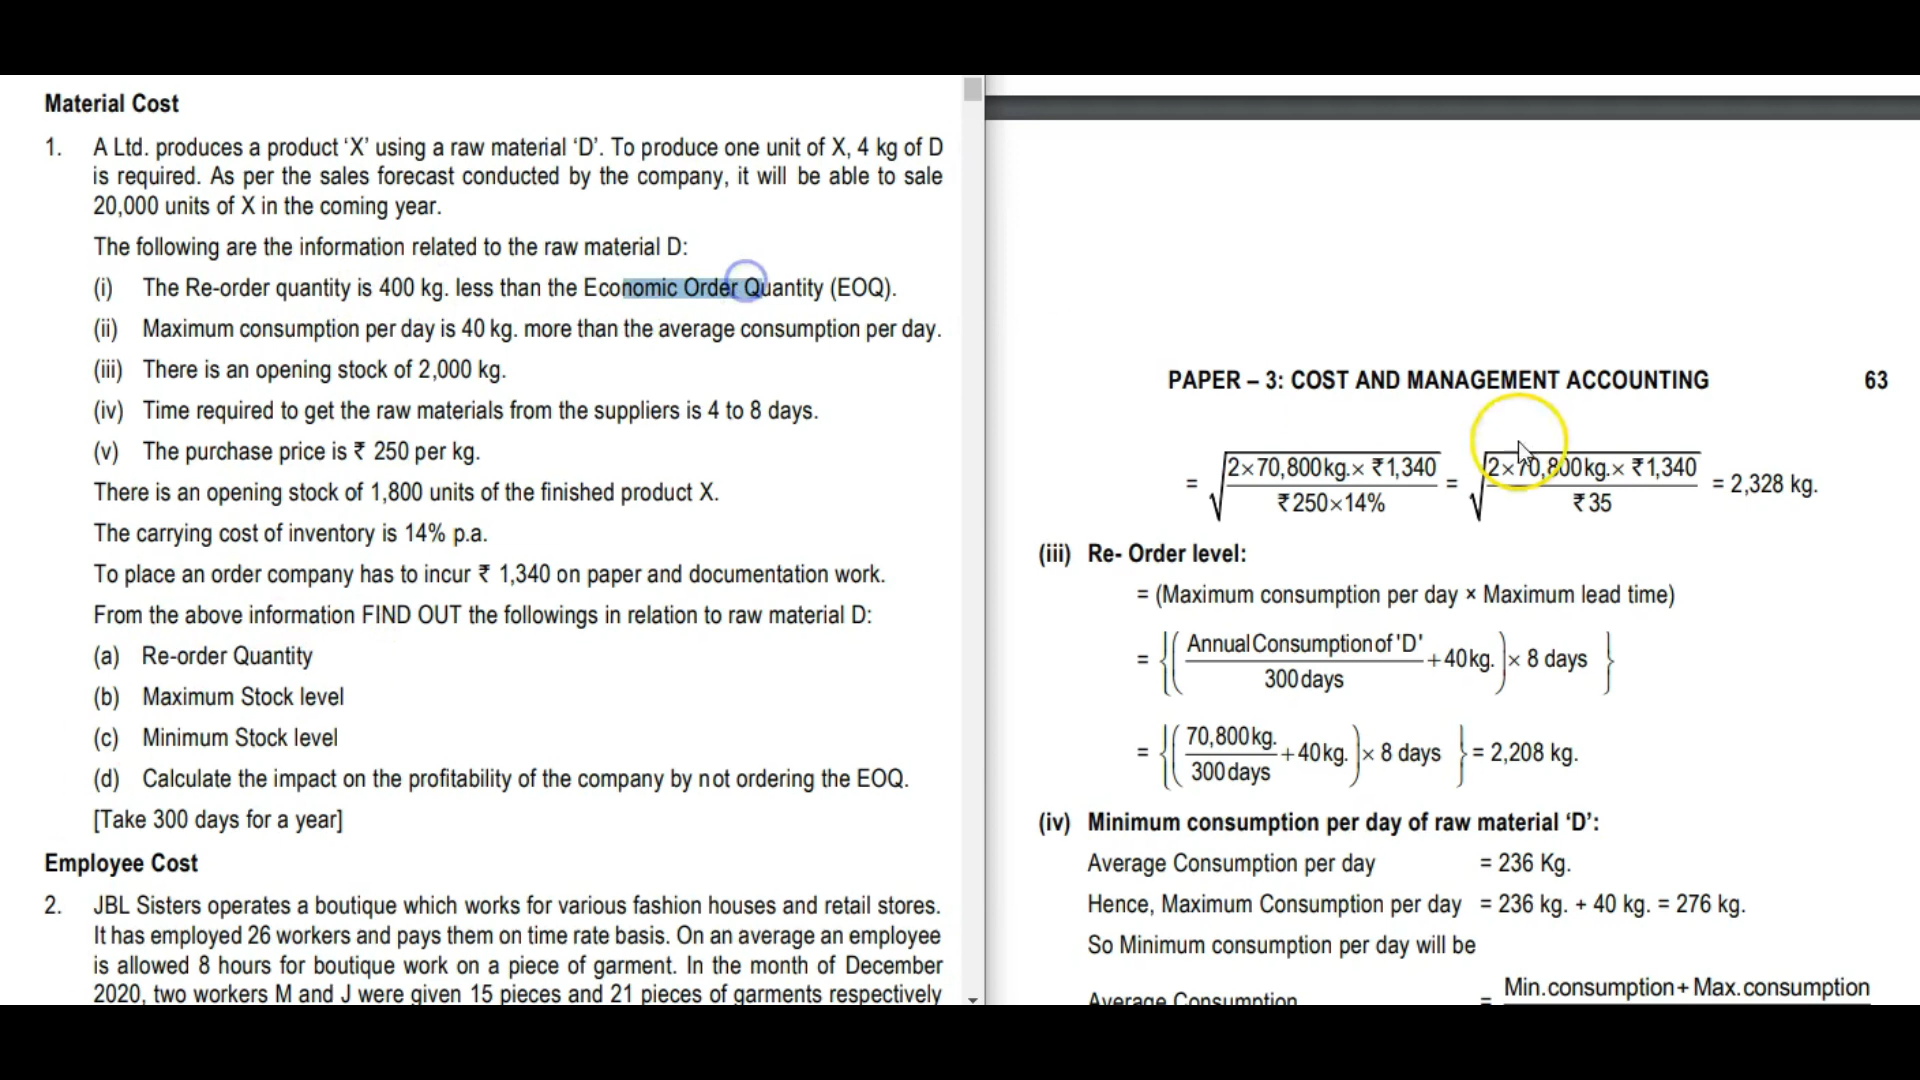 Material Cost
1. A Ltd. produces a product ‘X’ using a raw material ‘D’. To produce one unit of X, 4 kg of D
is required. As per the sales forecast conducted by the company, it will be able to sale
20,000 units of X in the coming year.
The following are the information related to the raw material D:
(i) The Re-order quantity is 400 kg. less than the Economic Order Quantity (EOQ).
(ii) Maximum consumption per day is 40 kg. more than the average consumption per day.
(iii) There is an opening stock of 2,000 kg.
(iv) Time required to get the raw materials from the suppliers is 4 to 8 days.
(v) The purchase price is ₹ 250 per kg.
There is an opening stock of 1,800 units of the finished product X.
The carrying cost of inventory is 14% p.a.
To place an order company has to incur ₹ 1,340 on paper and documentation work.
From the above information FIND OUT the followings in relation to raw material D:
(a) Re-order Quantity
(b) Maximum Stock level
(c) Minimum Stock level
(d) Calculate the impact on the profitability of the company by not ordering the EOQ.
[Take 300 days for a year]
Employee Cost
2. JBL Sisters operates a boutique which works for various fashion houses and retail stores.
It has employed 26 workers and pays them on time rate basis. On an average an employee
is allowed 8 hours for boutique work on a piece of garment. In the month of December
2020, two workers M and J were given 15 pieces and 21 pieces of garments respectively
PAPER – 3: COST AND MANAGEMENT ACCOUNTING 63
= √(2×70,800kg.×₹1,340 / ₹250×14%) = √(2×70,800kg.×₹1,340 / ₹35) = 2,328 kg.
(iii) Re- Order level:
= (Maximum consumption per day × Maximum lead time)
= {(Annual Consumption of 'D' / 300 days + 40kg.) × 8 days }
= {(70,800kg. / 300 days + 40kg.) × 8 days } = 2,208 kg.
(iv) Minimum consumption per day of raw material ‘D’:
Average Consumption per day = 236 Kg.
Hence, Maximum Consumption per day = 236 kg. + 40 kg. = 276 kg.
So Minimum consumption per day will be
Average Consumption = Min.consumption+Max.consumption